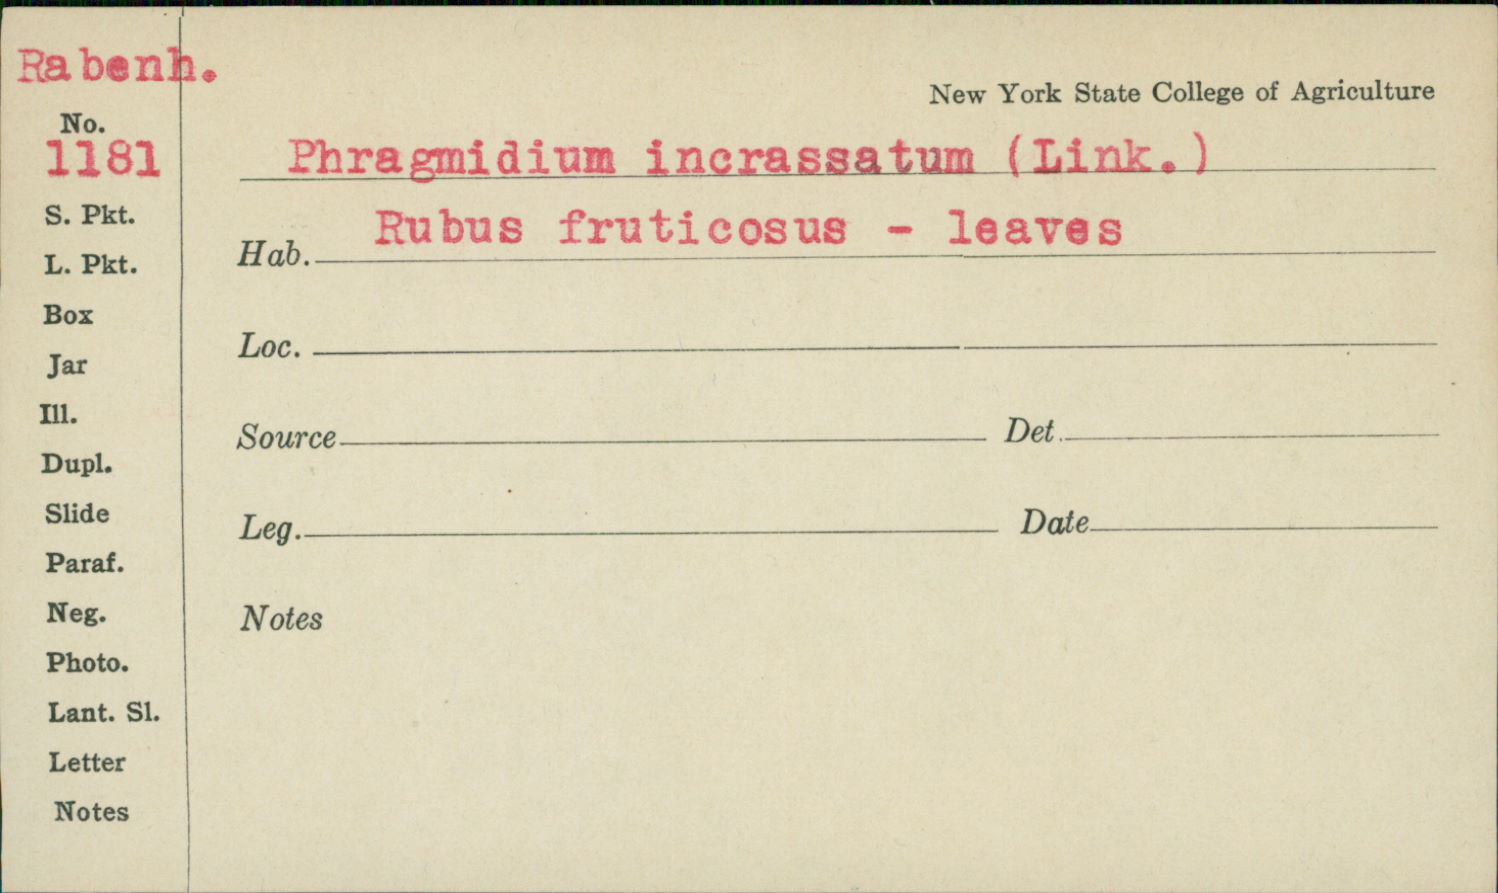 Rabenh.
New York State College of Agriculture
No.
1181
Phragmidium incrassatum (Link.)
S. Pkt.
Hab. Rubus fruticosus - leaves
L. Pkt.
Box
Loc.
Jar
Ill.
Source Det.
Dupl.
Slide
Leg. Date
Paraf.
Neg.
Notes
Photo.
Lant. Sl.
Letter
Notes